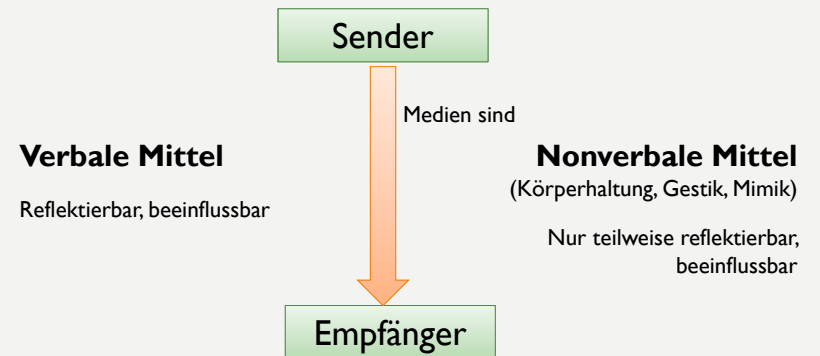 Sender
Medien sind
Verbale Mittel
Reflektierbar, beeinflussbar
Nonverbale Mittel
(Körperhaltung, Gestik, Mimik)
Nur teilweise reflektierbar,
beeinflussbar
Empfänger